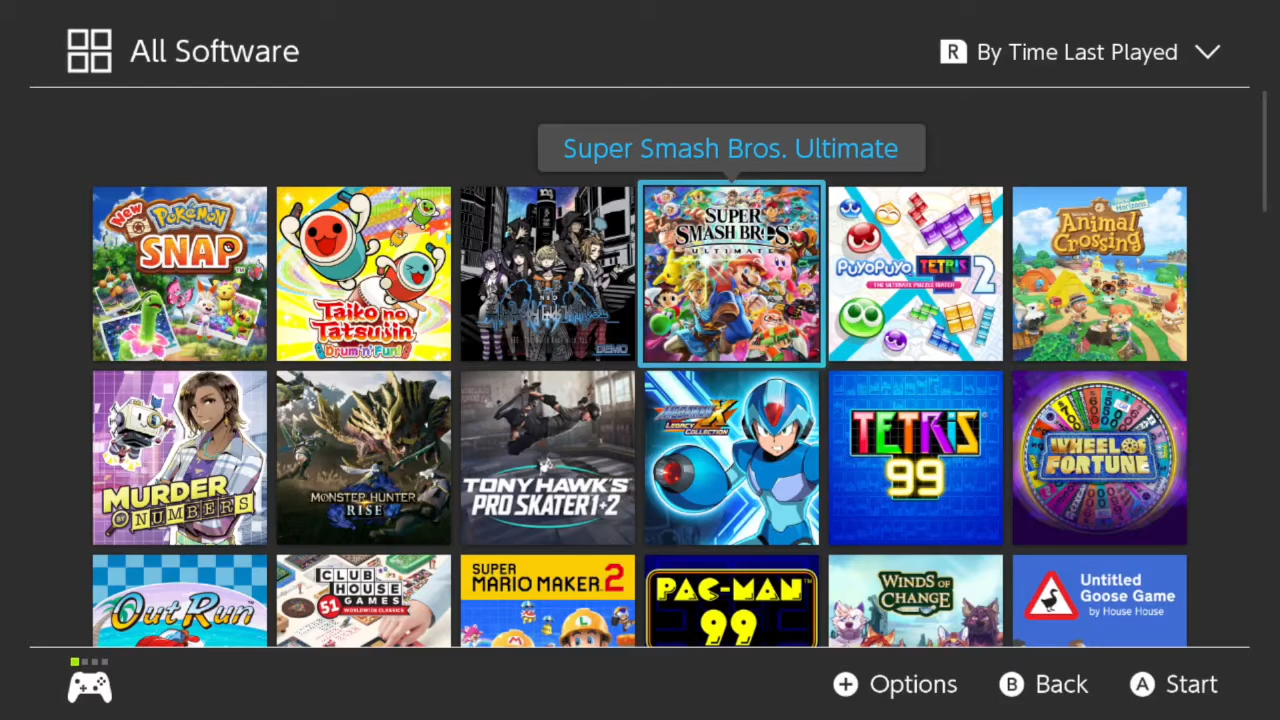 All Software
R By Time Last Played
Super Smash Bros. Ultimate
New Pokémon SNAP
Taiko no Tatsujin
Drum'n'Fun!
NEO
DEMO
SUPER SMASH BROS.
ULTIMATE
PUYOPUYO TETRIS 2
THE ULTIMATE PUZZLE MATCH
New Horizons
Animal Crossing
MURDER BY NUMBERS
MONSTER HUNTER
RISE
TONY HAWK'S
PRO SKATER 1+2
MEGA MAN X
LEGACY COLLECTION
TETRIS
99
WHEEL OF FORTUNE
OutRun
CLUBHOUSE GAMES
51 WORLDWIDE CLASSICS
SUPER MARIO MAKER 2
PAC-MAN
99
WINDS OF CHANGE
Untitled
Goose Game
by House House
+ Options
B Back
A Start